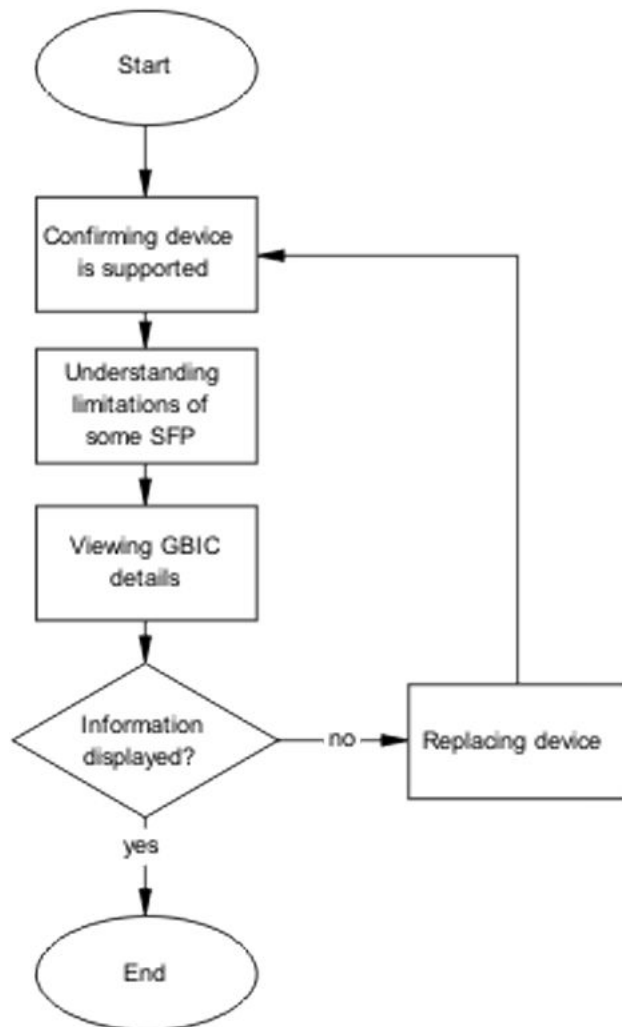 Start
Confirming device
is supported
Understanding
limitations of
some SFP
Viewing GBIC
details
Information
displayed?
no
Replacing device
yes
End